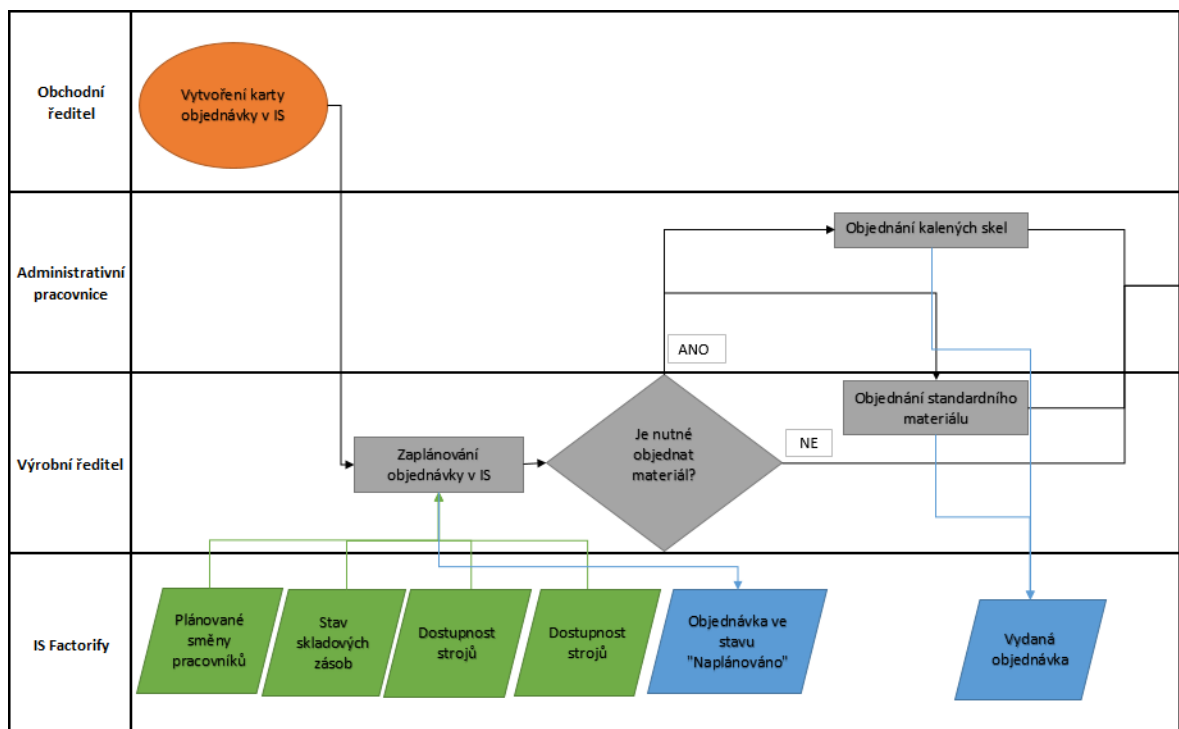 Obchodní
ředitel
Vytvoření karty
objednávky v IS
Administrativní
pracovnice
Objednání kalených skel
ANO
Výrobní ředitel
Zaplánování
objednávky v IS
Je nutné
objednat
materiál?
NE
Objednání standardního
materiálu
IS Factorify
Plánované
směny
pracovníků
Stav
skladových
zásob
Dostupnost
strojů
Dostupnost
strojů
Objednávka ve
stavu
"Naplánováno"
Vydaná
objednávka